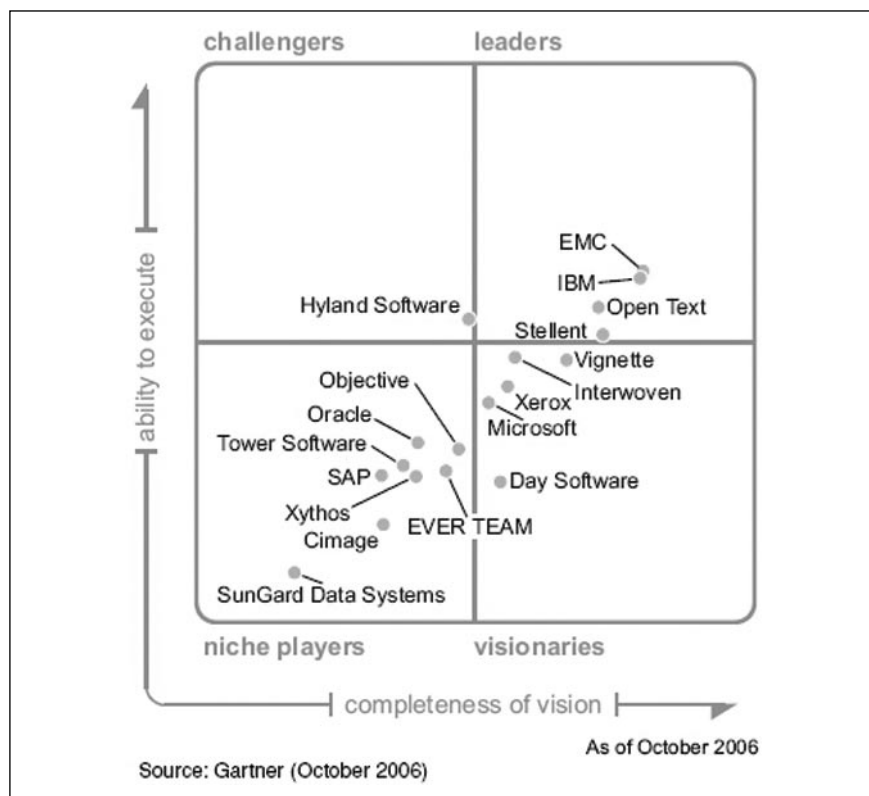 challengers
leaders
ability to execute
EMC
IBM
Hyland Software
Open Text
Stellent
Vignette
Objective
Interwoven
Xerox
Oracle
Microsoft
Tower Software
SAP
Day Software
Xythos
EVER TEAM
Cimage
SunGard Data Systems
niche players
visionaries
completeness of vision
As of October 2006
Source: Gartner (October 2006)